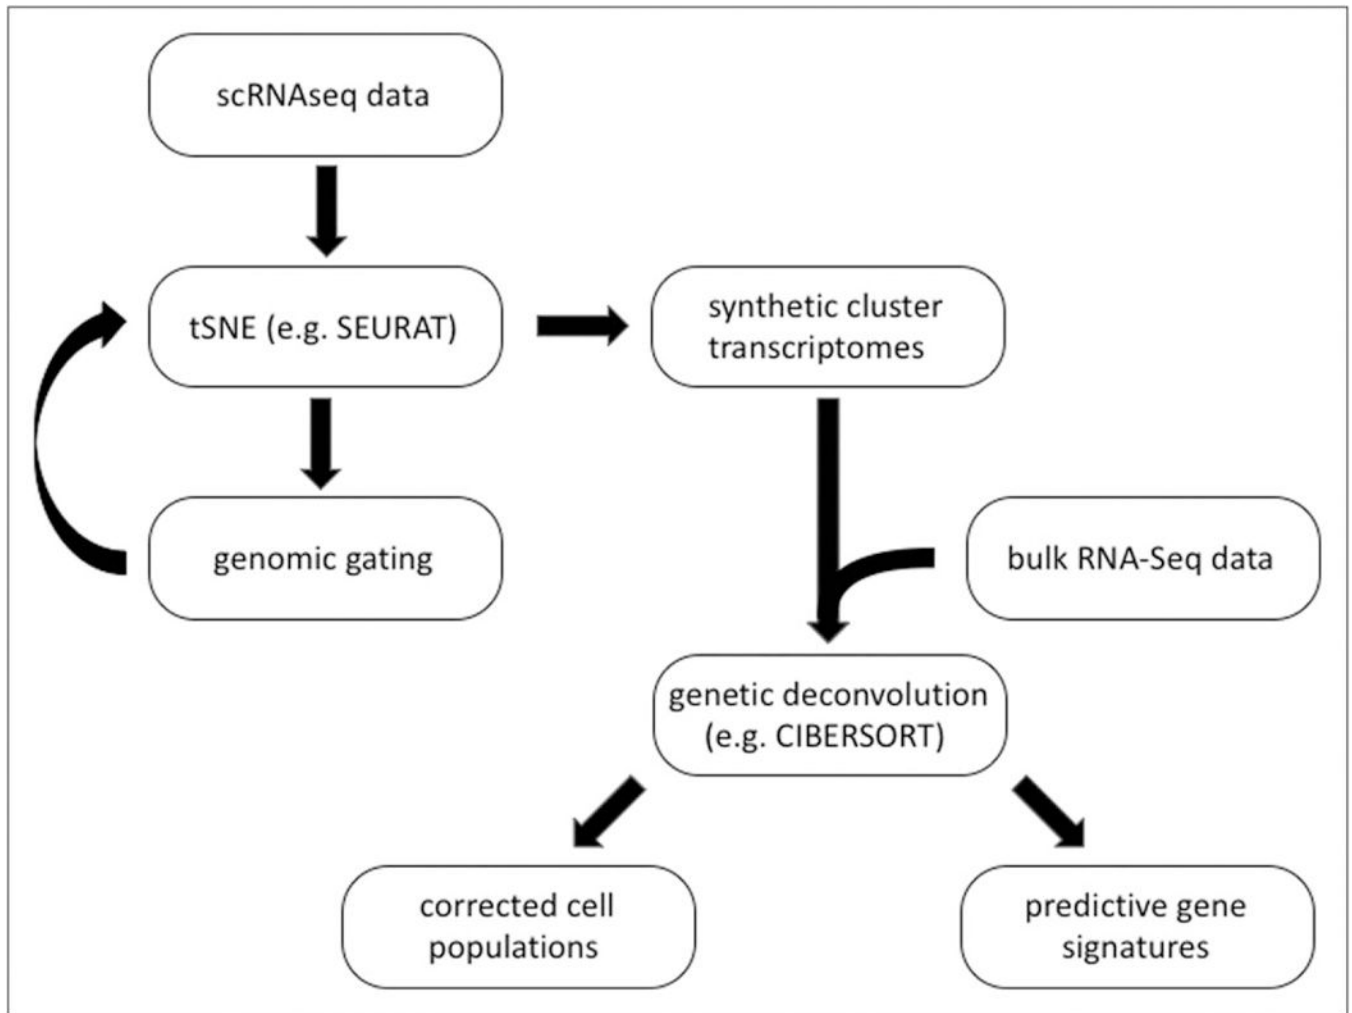 scRNAseq data
tSNE (e.g. SEURAT)
synthetic cluster
transcriptomes
genomic gating
bulk RNA-Seq data
genetic deconvolution
(e.g. CIBERSORT)
corrected cell
populations
predictive gene
signatures